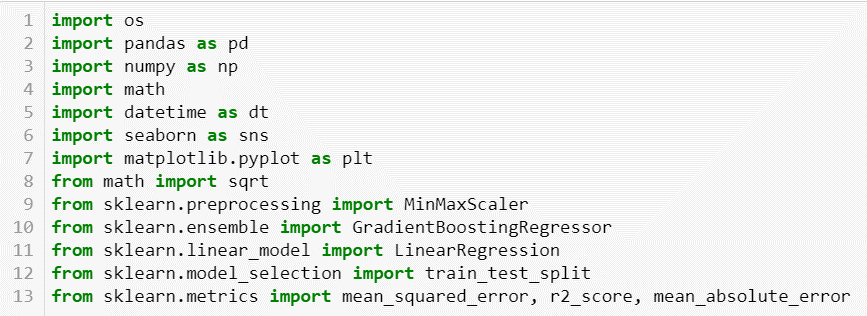 1 import os
2 import pandas as pd
3 import numpy as np
4 import math
5 import datetime as dt
6 import seaborn as sns
7 import matplotlib.pyplot as plt
8 from math import sqrt
9 from sklearn.preprocessing import MinMaxScaler
10 from sklearn.ensemble import GradientBoostingRegressor
11 from sklearn.linear_model import LinearRegression
12 from sklearn.model_selection import train_test_split
13 from sklearn.metrics import mean_squared_error, r2_score, mean_absolute_error